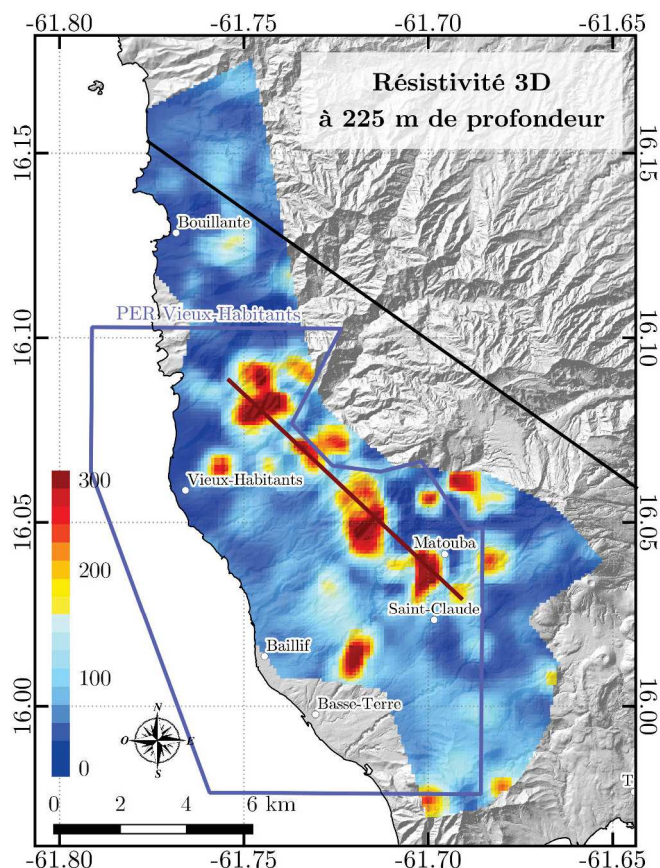 -61.80
-61.75
-61.70
-61.65
Résistivité 3D
à 225 m de profondeur
16.15
16.15
Bouillante
PER Vieux-Habitants
16.10
16.10
300
Vieux-Habitants
16.05
16.05
Matouba
200
Saint-Claude
Baillif
100
16.00
16.00
Basse-Terre
N
O
E
S
0
T
0 2 4 6 km
-61.80
-61.75
-61.70
-61.65